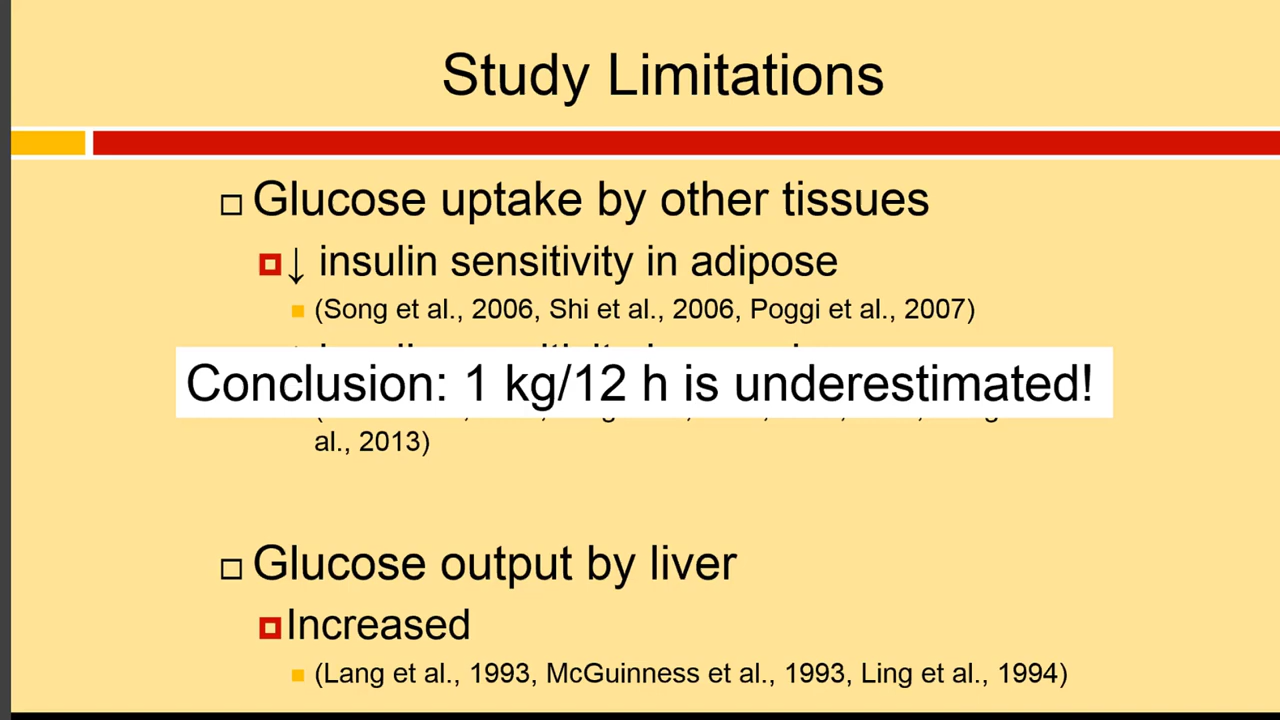 Study Limitations
Glucose uptake by other tissues
↓ insulin sensitivity in adipose
(Song et al., 2006, Shi et al., 2006, Poggi et al., 2007)
Conclusion: 1 kg/12 h is underestimated!
al., 2013)
Glucose output by liver
Increased
(Lang et al., 1993, McGuinness et al., 1993, Ling et al., 1994)